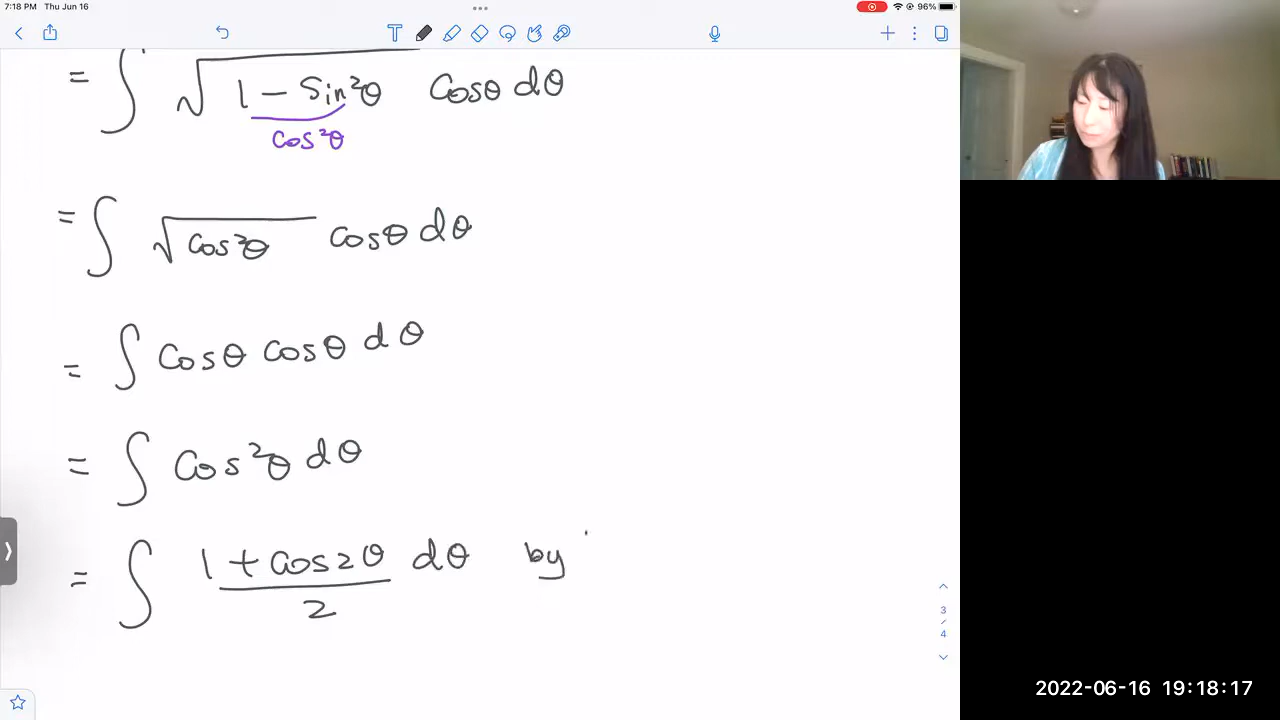 7:18 PM Thu Jun 16
96%
= ∫ √(1 − Sin²θ) Cosθ dθ
Cos²θ
= ∫ √(Cos²θ) Cosθ dθ
= ∫ Cosθ Cosθ dθ
= ∫ Cos²θ dθ
= ∫ (1 + Cos2θ)/2 dθ by
3
/
4
2022-06-16 19:18:17